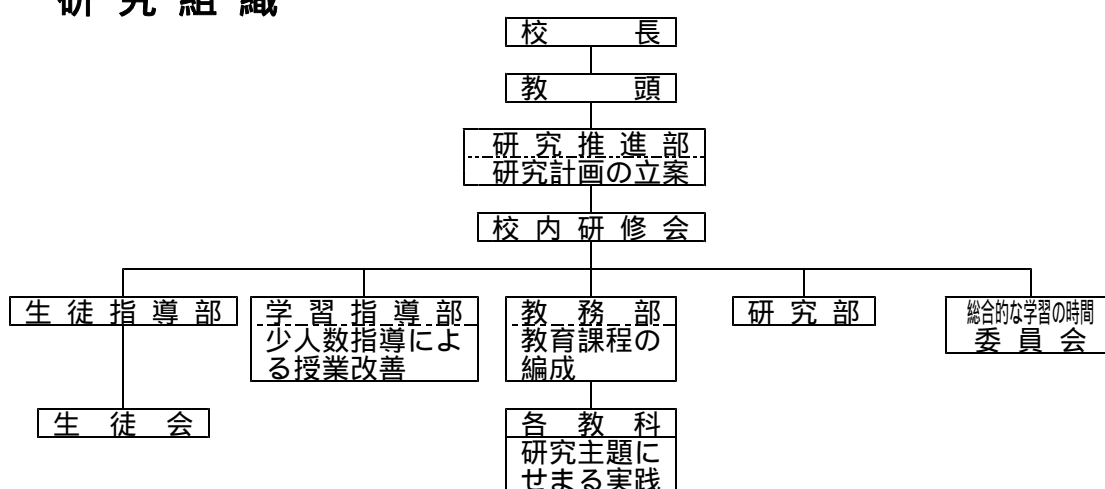 研究組織
校長
教頭
研究推進部
研究計画の立案
校内研修会
生徒指導部
学習指導部
少人数指導によ
る授業改善
教務部
教育課程の
編成
研究部
総合的な学習の時間
委員会
生徒会
各教科
研究主題に
せまる実践